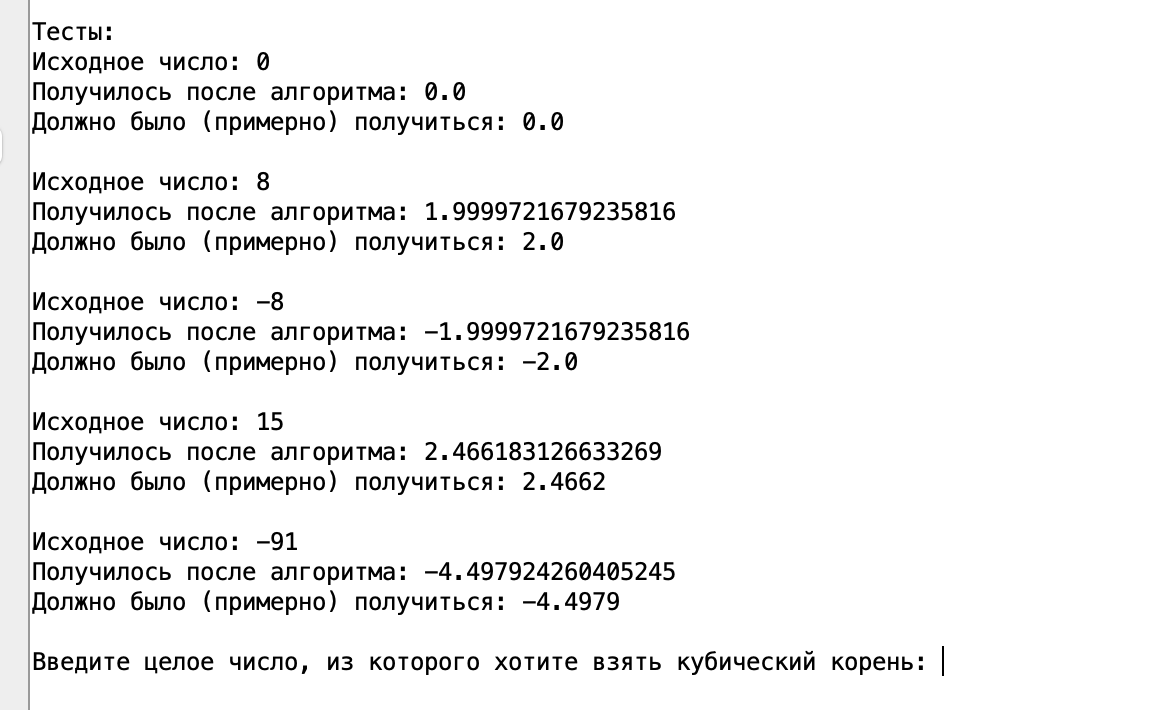 Тесты:
Исходное число: 0
Получилось после алгоритма: 0.0
Должно было (примерно) получиться: 0.0
Исходное число: 8
Получилось после алгоритма: 1.9999721679235816
Должно было (примерно) получиться: 2.0
Исходное число: -8
Получилось после алгоритма: -1.9999721679235816
Должно было (примерно) получиться: -2.0
Исходное число: 15
Получилось после алгоритма: 2.466183126633269
Должно было (примерно) получиться: 2.4662
Исходное число: -91
Получилось после алгоритма: -4.497924260405245
Должно было (примерно) получиться: -4.4979
Введите целое число, из которого хотите взять кубический корень: